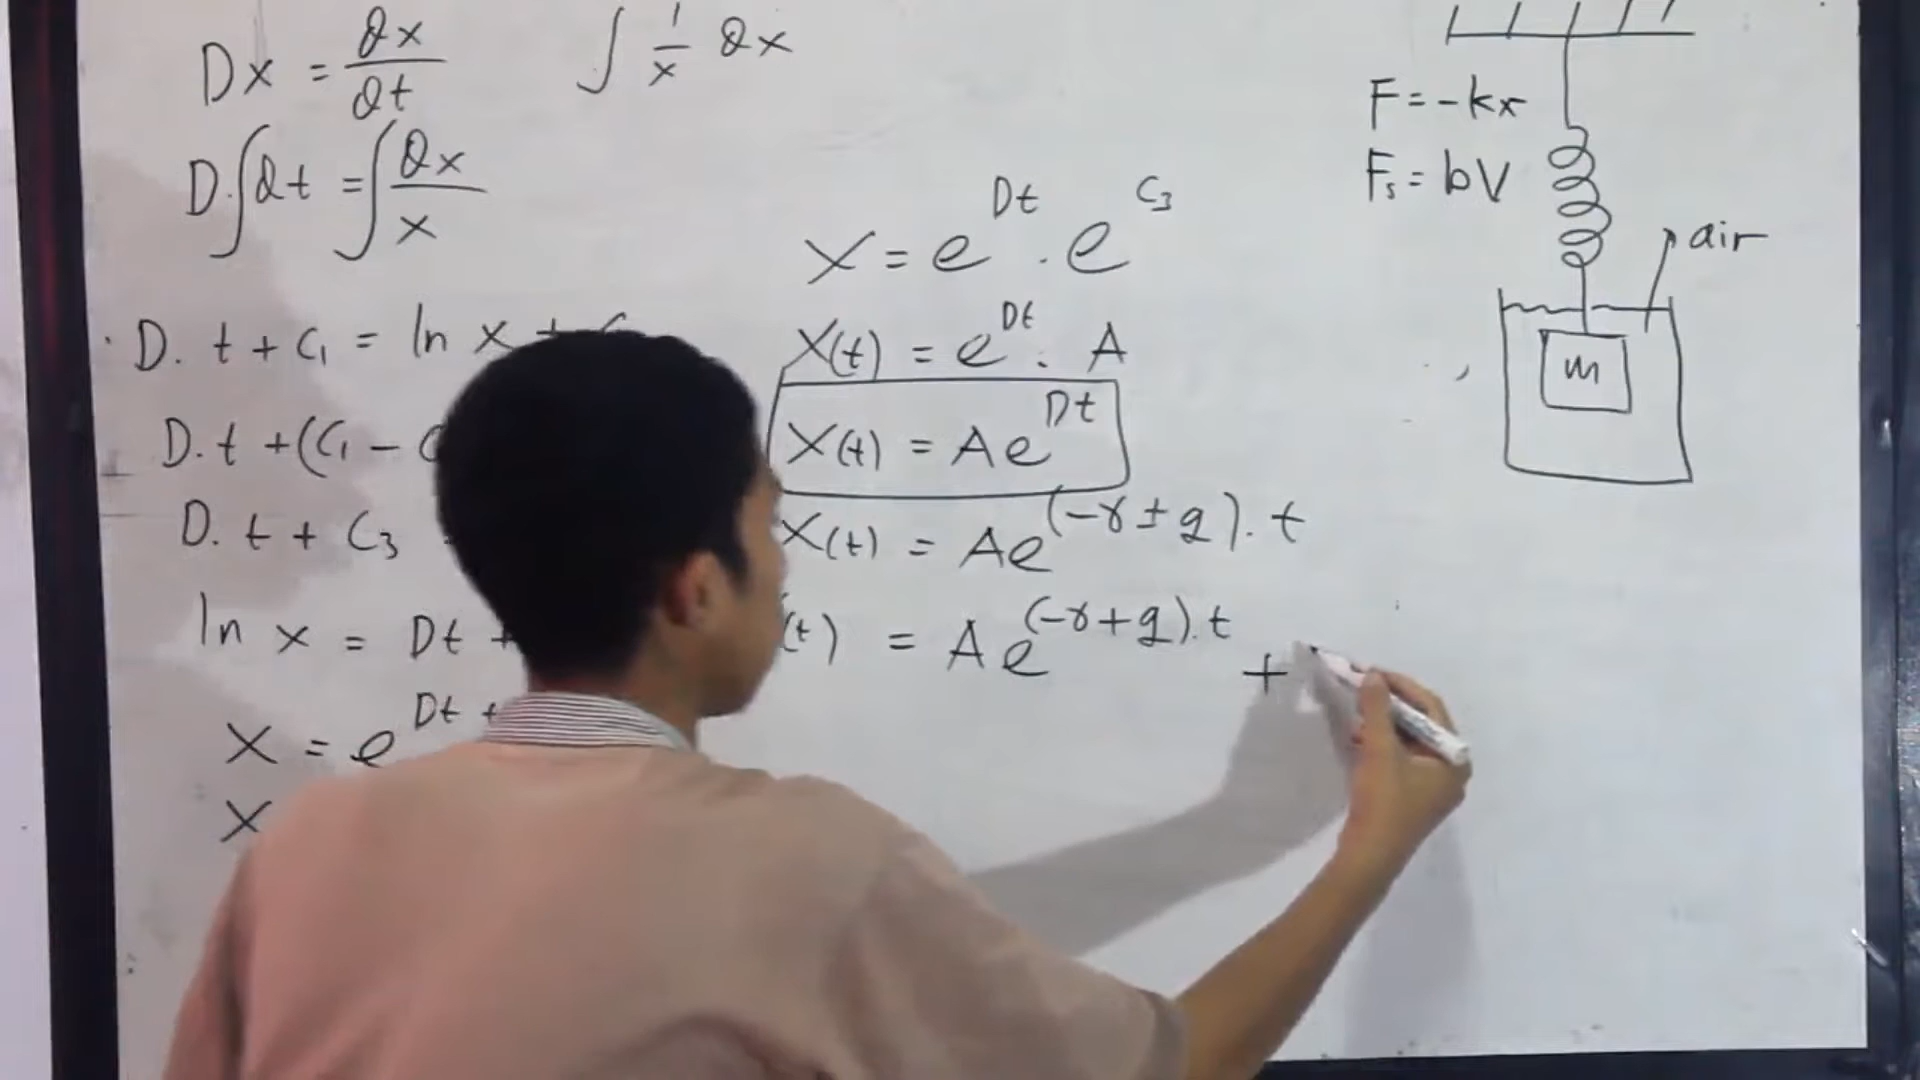 Dx = ∂x/∂t
∫ 1/x ∂x
D.∫∂t = ∫∂x/x
D. t + C₁ = ln x +
D.t + (C₁ -
D. t + C₃
ln x = Dt +
x = e^(Dt +
x
x = e^(Dt) . e^(C₃)
x(t) = e^(Dt) . A
x(t) = Ae^(Dt)
x(t) = Ae^((-γ±q).t)
(t) = Ae^((-γ+q).t) +
F = -kx
Fs = bV
air
m